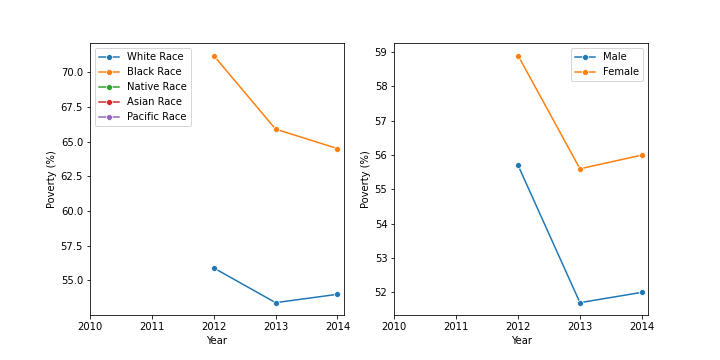 White Race
Black Race
Native Race
Asian Race
Pacific Race
70.0
67.5
65.0
62.5
60.0
57.5
55.0
Poverty (%)
2010 2011 2012 2013 2014
Year
Male
Female
59
58
57
56
55
54
53
52
Poverty (%)
2010 2011 2012 2013 2014
Year